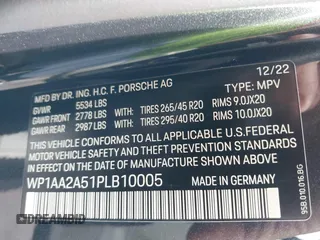 MFD BY DR. ING. H.C. F. PORSCHE AG
12/22
GVWR 5534 LBS TYPE: MPV
GAWR FRONT 2778 LBS WITH TIRES 265/45 R20 RIMS 9.0JX20
GAWR REAR 2987 LBS WITH TIRES 295/40 R20 RIMS 10.0JX20
THIS VEHICLE CONFORMS TO ALL APPLICABLE U.S. FEDERAL
MOTOR VEHICLE SAFETY AND THEFT PREVENTION STANDARDS
IN EFFECT ON THE DATE OF MANUFACTURE SHOWN ABOVE
WP1AA2A51PLB10005
MADE IN GERMANY
95B.010.016.BG